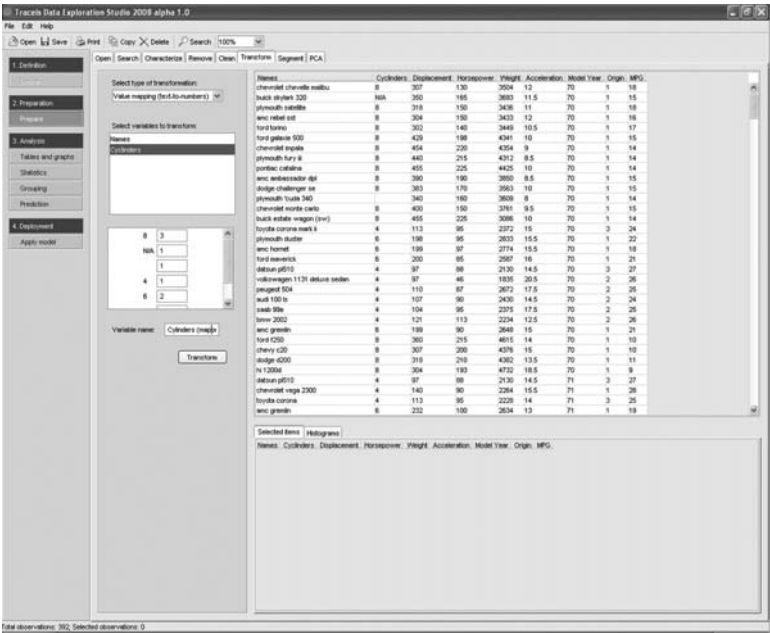 Traceis Data Exploration Studio 2008 alpha 1.0
File Edit Help
Open Save Print Copy Delete Search 100%
1. Definition
2. Preparation
Prepare
3. Analysis
Tables and graphs
Statistics
Grouping
Prediction
4. Deployment
Apply model
Open Search Characterize Remove Clean Transform Segment PCA
Select type of transformation:
Value mapping (text-to-numbers)
Select variables to transform:
Names
Cyclinders
8 3
N/A 1
1
4 1
6 2
Variable name: Cylinders (mapp
Transform
Names Cyclinders Displacement Horsepower Weight Acceleration Model Year Origin MPG
chevrolet chevelle malibu 8 307 130 3504 12 70 1 18
buick skylark 320 N/A 350 165 3693 11.5 70 1 15
plymouth satellite 8 318 150 3436 11 70 1 18
amc rebel sst 8 304 150 3433 12 70 1 16
ford torino 8 302 140 3449 10.5 70 1 17
ford galaxie 500 8 429 198 4341 10 70 1 15
chevrolet impala 8 454 220 4354 9 70 1 14
plymouth fury iii 8 440 215 4312 8.5 70 1 14
pontiac catalina 8 455 225 4425 10 70 1 14
amc ambassador dpl 8 390 190 3850 8.5 70 1 15
dodge challenger se 8 383 170 3563 10 70 1 15
plymouth 'cuda 340 340 160 3609 8 70 1 14
chevrolet monte carlo 8 400 150 3761 9.5 70 1 15
buick estate wagon (sw) 8 455 225 3086 10 70 1 14
toyota corona mark ii 4 113 95 2372 15 70 3 24
plymouth duster 6 198 95 2833 15.5 70 1 22
amc hornet 6 199 97 2774 15.5 70 1 18
ford maverick 6 200 85 2587 16 70 1 21
datsun pl510 4 97 88 2130 14.5 70 3 27
volkswagen 1131 deluxe sedan 4 97 46 1835 20.5 70 2 26
peugeot 504 4 110 87 2672 17.5 70 2 25
audi 100 ls 4 107 90 2430 14.5 70 2 24
saab 99e 4 104 95 2375 17.5 70 2 25
bmw 2002 4 121 113 2234 12.5 70 2 26
amc gremlin 6 199 90 2648 15 70 1 21
ford f250 8 360 215 4615 14 70 1 10
chevy c20 8 307 200 4376 15 70 1 10
dodge d200 8 318 210 4382 13.5 70 1 11
hi 1200d 8 304 193 4732 18.5 70 1 9
datsun pl510 4 97 88 2130 14.5 71 3 27
chevrolet vega 2300 4 140 90 2264 15.5 71 1 28
toyota corona 4 113 95 2228 14 71 3 25
amc gremlin 6 232 100 2634 13 71 1 19
Selected items Histograms
Names Cyclinders Displacement Horsepower Weight Acceleration Model Year Origin MPG
Total observations: 392, Selected observations: 0